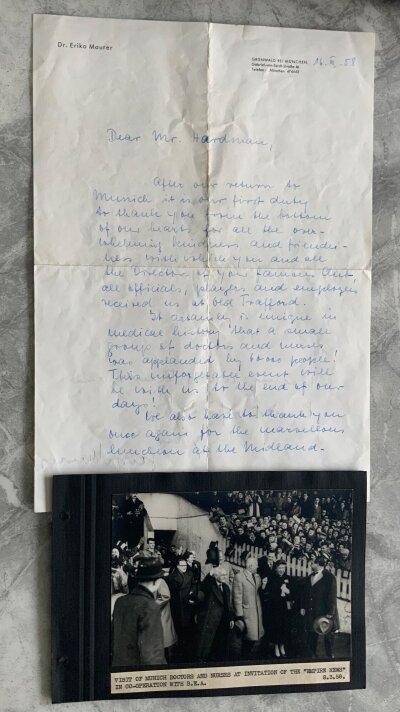 Dr. Erika Maurer
GRÜNWALD BEI MÜNCHEN,
16. III. 58
Dear Mr. Hardman,
After our return to
Munich it is our first duty
to thank you from the bottom
of our hearts for all the over-
whelming kindness and friendli-
ness with which you and all
the Directors of your famous Club,
all officials, players and employees
received us at Old Trafford.
It certainly is unique in
medical history that a small
group of doctors and nurses
was applauded by 60000 people!
This unforgettable event will
be with us to the end of our
days!
We also have to thank you
once again for the marvellous
luncheon at the Midland.
VISIT OF MUNICH DOCTORS AND NURSES AT INVITATION OF THE "EMPIRE NEWS"
IN CO-OPERATION WITH B.E.A. 8.3.58.